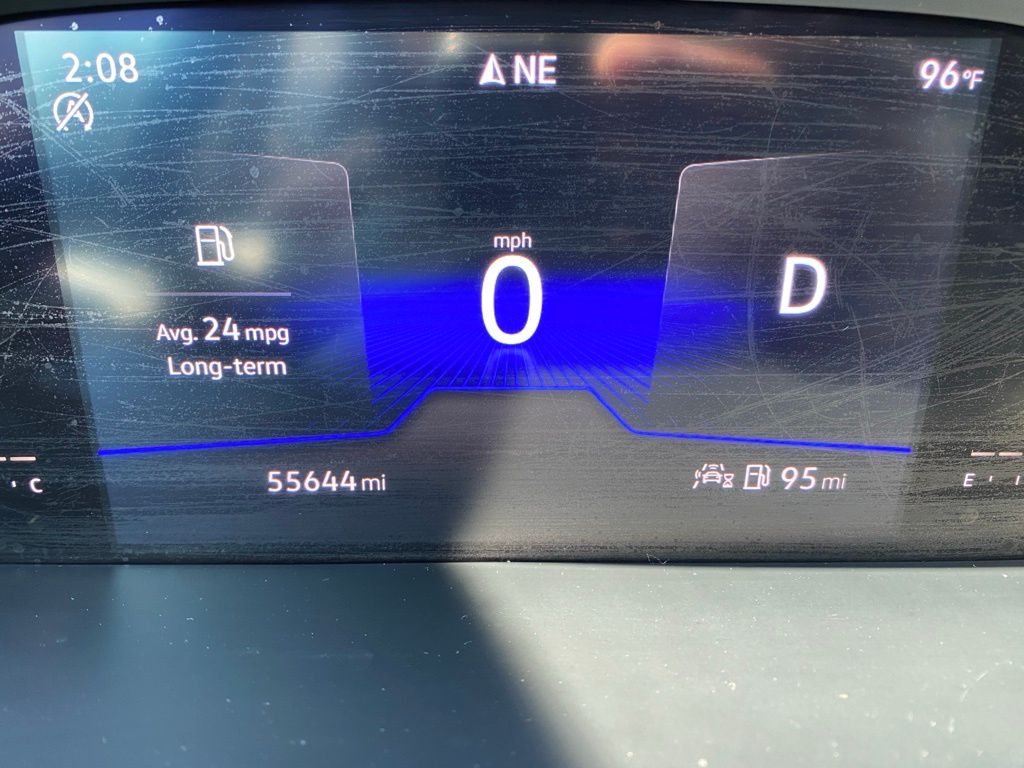 2:08
NE
96°F
A
mph
0
D
Avg. 24 mpg
Long-term
55644 mi
95 mi
C
E